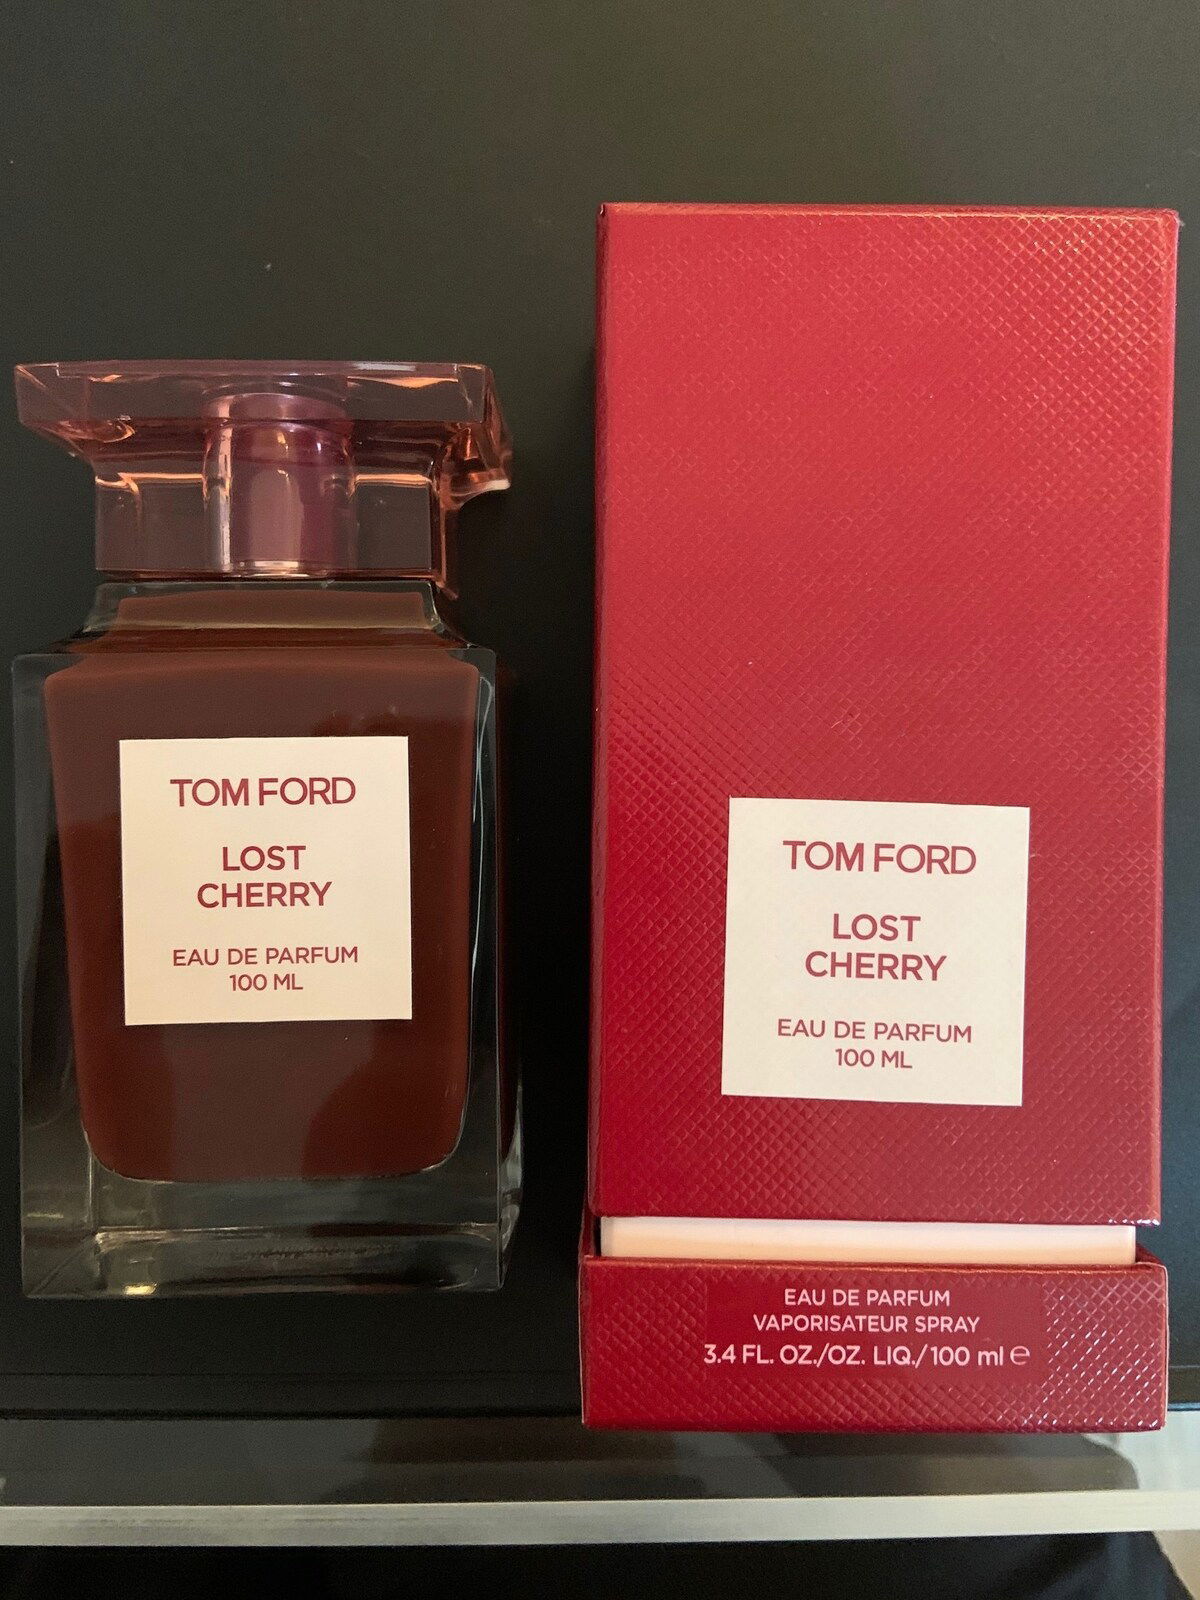 TOM FORD
LOST
CHERRY
EAU DE PARFUM
100 ML
TOM FORD
LOST
CHERRY
EAU DE PARFUM
100 ML
EAU DE PARFUM
VAPORISATEUR SPRAY
3.4 FL. OZ./OZ. LIQ./100 ml ℮